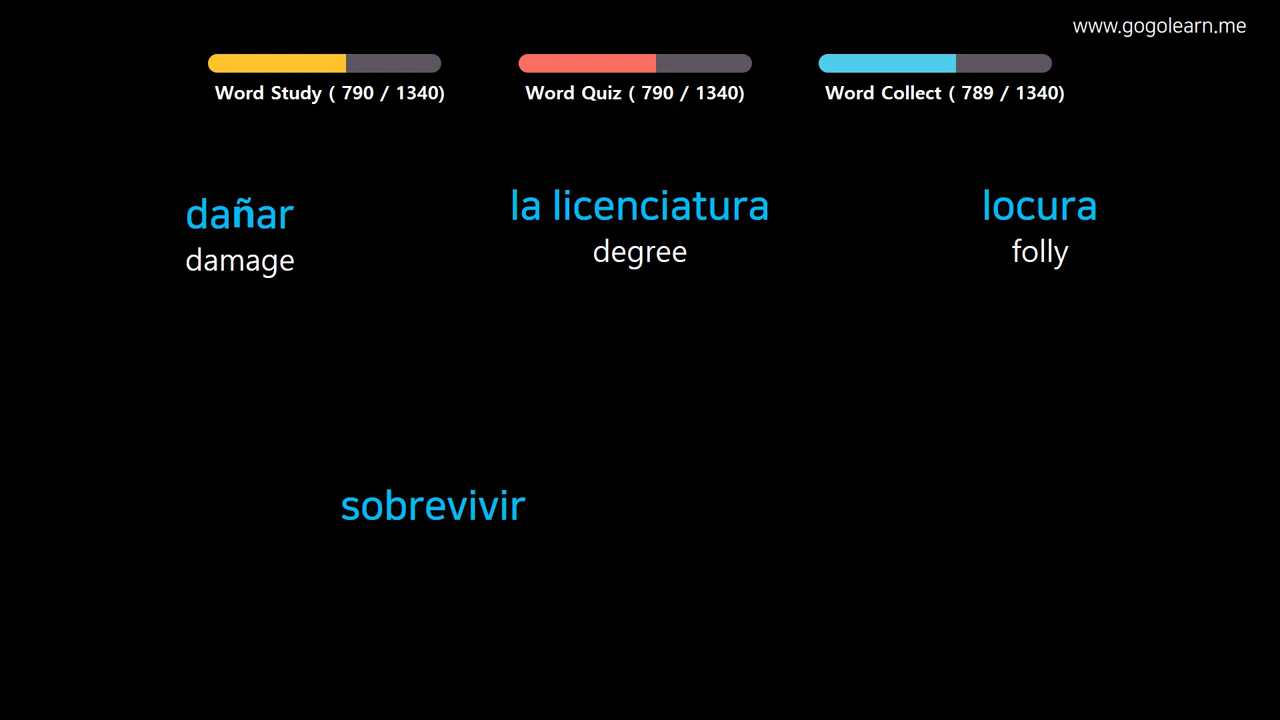 www.gogolearn.me
Word Study ( 790 / 1340)
Word Quiz ( 790 / 1340)
Word Collect ( 789 / 1340)
dañar
damage
la licenciatura
degree
locura
folly
sobrevivir